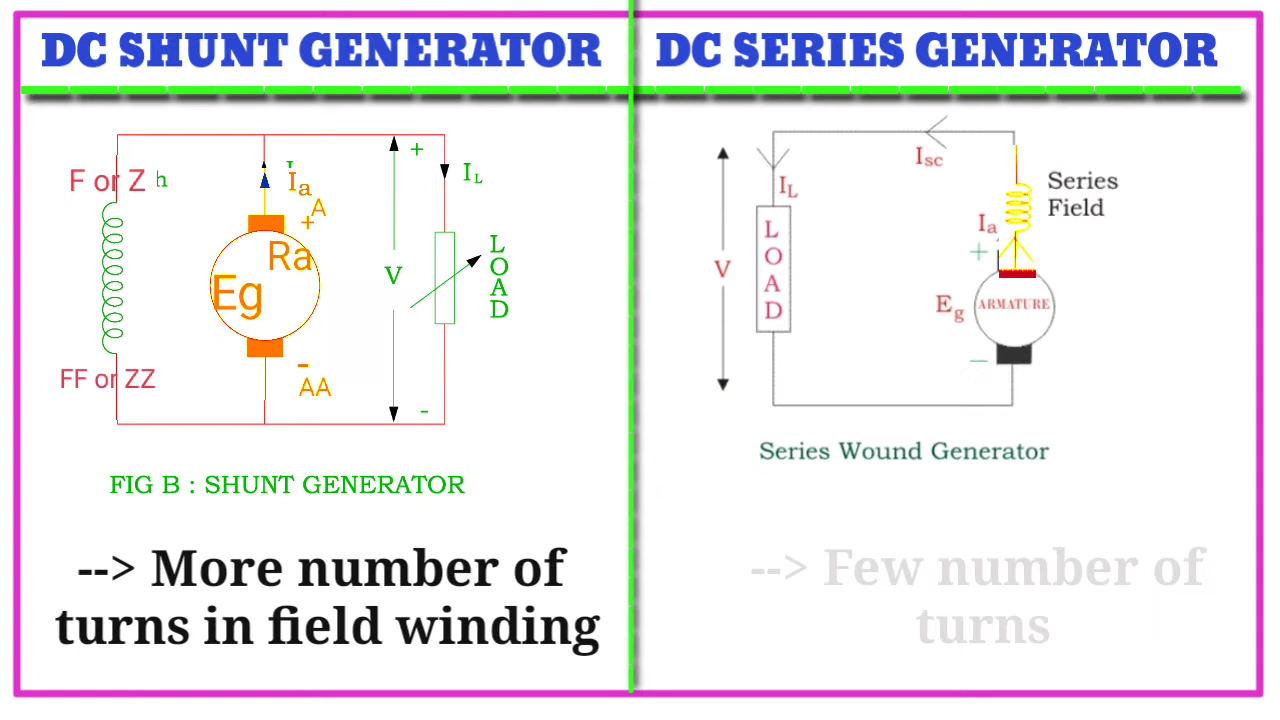 DC SHUNT GENERATOR
F or Z h
Ia
A
+
Ra
Eg
-
AA
FF or ZZ
+
IL
V
LOAD
-
FIG B : SHUNT GENERATOR
--> More number of
turns in field winding
DC SERIES GENERATOR
Isc
IL
V
LOAD
Series
Field
Ia
+
Eg
ARMATURE
-
Series Wound Generator
--> Few number of
turns